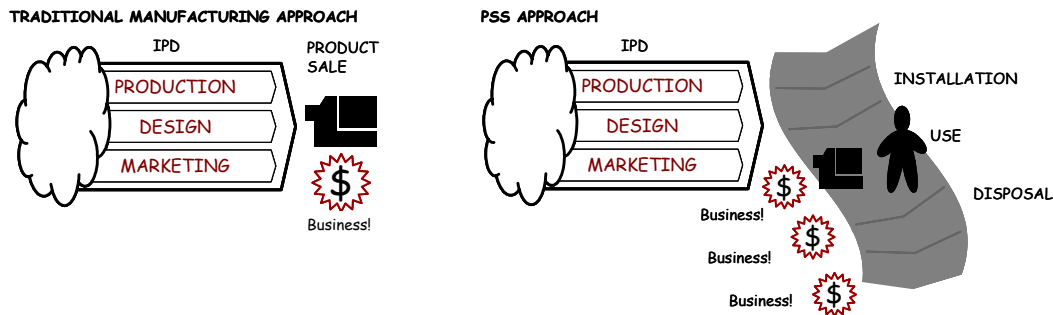 TRADITIONAL MANUFACTURING APPROACH
IPD
PRODUCT
SALE
PRODUCTION
DESIGN
MARKETING
$
Business!
PSS APPROACH
IPD
PRODUCTION
DESIGN
MARKETING
INSTALLATION
USE
DISPOSAL
$
Business!
$
Business!
$
Business!